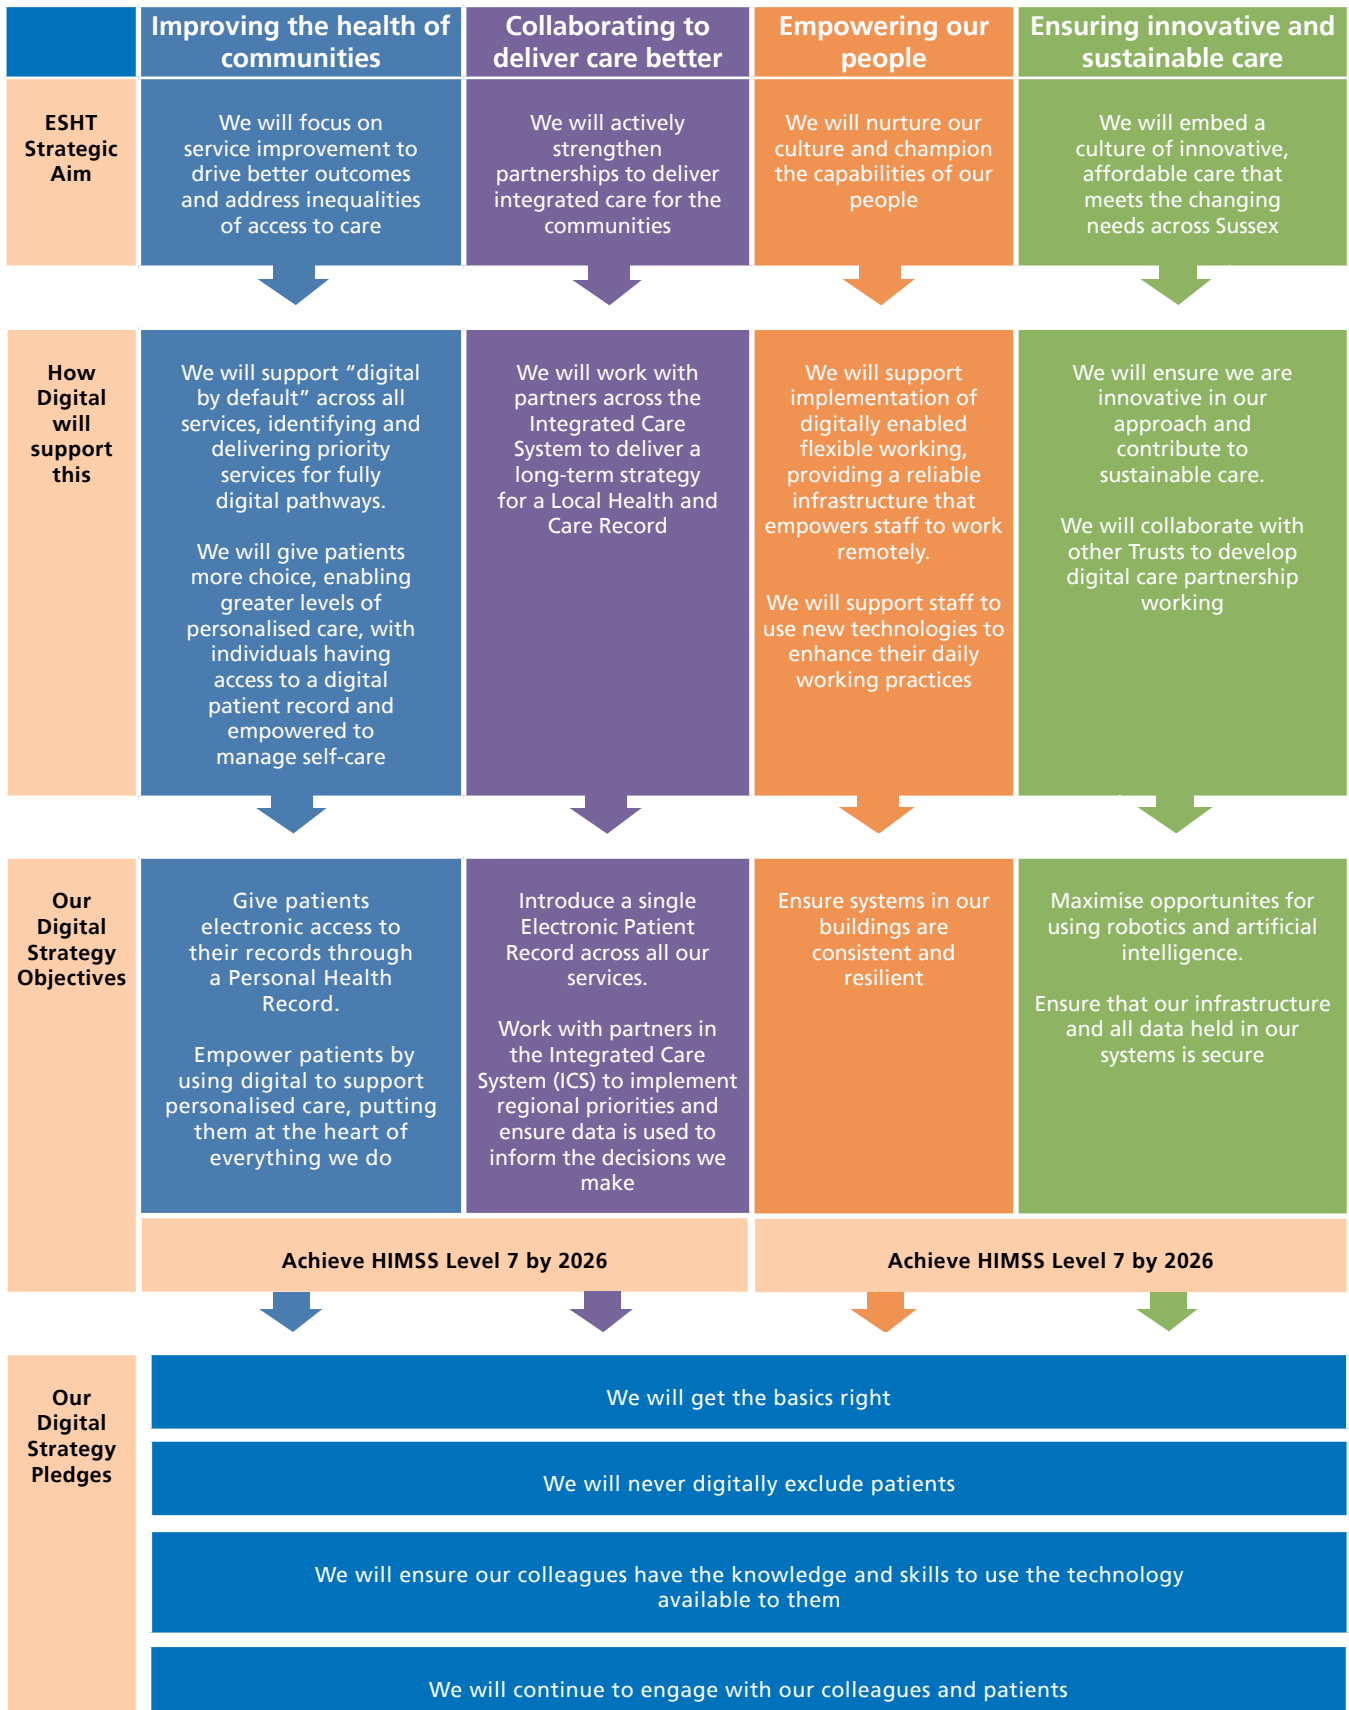 Improving the health of
communities
Collaborating to
deliver care better
Empowering our
people
Ensuring innovative and
sustainable care
ESHT
Strategic
Aim
We will focus on
service improvement to
drive better outcomes
and address inequalities
of access to care
We will actively
strengthen
partnerships to deliver
integrated care for the
communities
We will nurture our
culture and champion
the capabilities of our
people
We will embed a
culture of innovative,
affordable care that
meets the changing
needs across Sussex
How
Digital
will
support
this
We will support “digital
by default” across all
services, identifying and
delivering priority
services for fully
digital pathways.
We will give patients
more choice, enabling
greater levels of
personalised care, with
individuals having
access to a digital
patient record and
empowered to
manage self-care
We will work with
partners across the
Integrated Care
System to deliver a
long-term strategy
for a Local Health and
Care Record
We will support
implementation of
digitally enabled
flexible working,
providing a reliable
infrastructure that
empowers staff to work
remotely.
We will support staff to
use new technologies to
enhance their daily
working practices
We will ensure we are
innovative in our
approach and
contribute to
sustainable care.
We will collaborate with
other Trusts to develop
digital care partnership
working
Our
Digital
Strategy
Objectives
Give patients
electronic access to
their records through
a Personal Health
Record.
Empower patients by
using digital to support
personalised care, putting
them at the heart of
everything we do
Introduce a single
Electronic Patient
Record across all our
services.
Work with partners in
the Integrated Care
System (ICS) to implement
regional priorities and
ensure data is used to
inform the decisions we
make
Ensure systems in our
buildings are
consistent and
resilient
Maximise opportunites for
using robotics and artificial
intelligence.
Ensure that our infrastructure
and all data held in our
systems is secure
Achieve HIMSS Level 7 by 2026
Achieve HIMSS Level 7 by 2026
Our
Digital
Strategy
Pledges
We will get the basics right
We will never digitally exclude patients
We will ensure our colleagues have the knowledge and skills to use the technology
available to them
We will continue to engage with our colleagues and patients